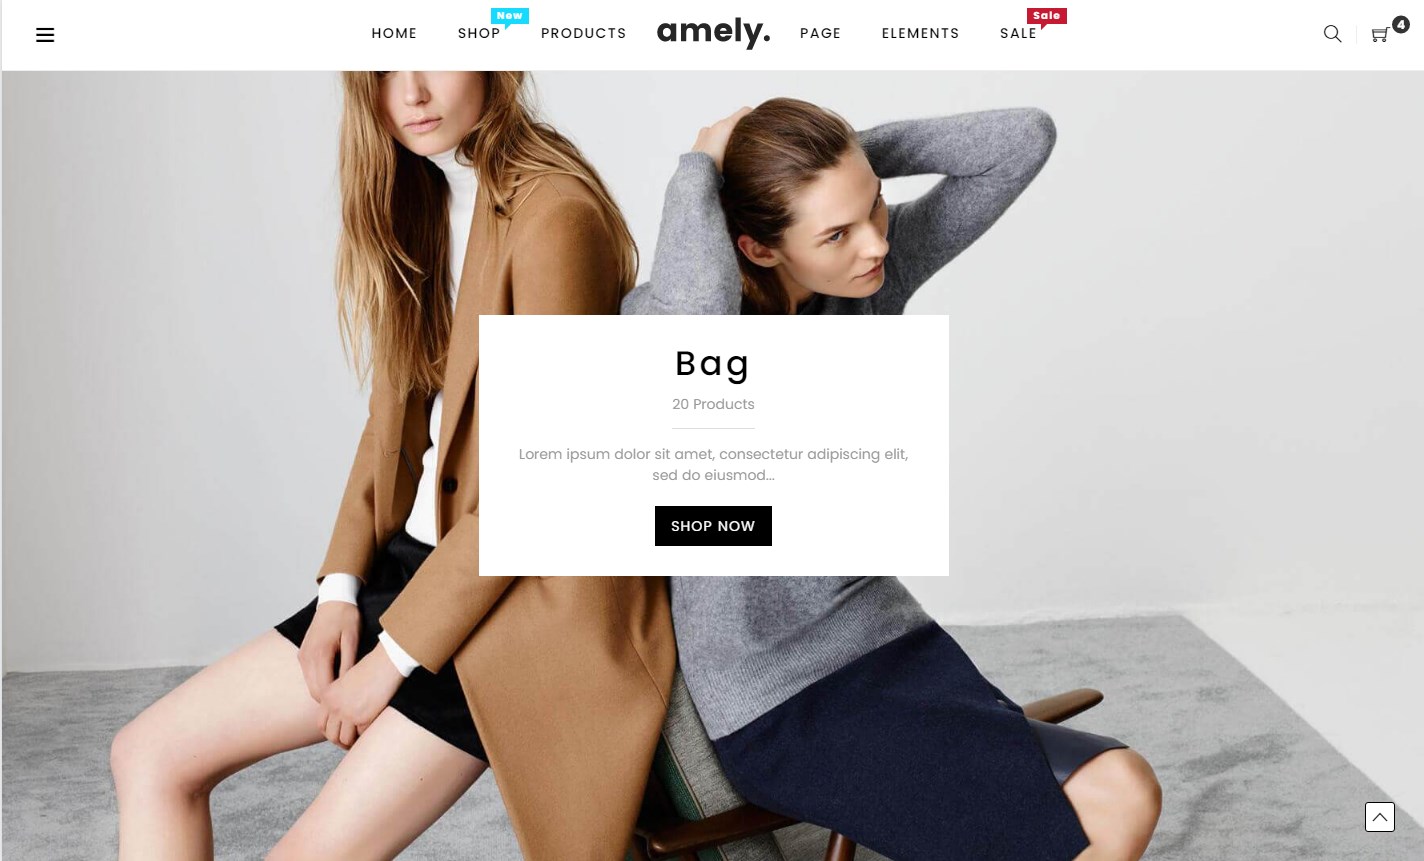 New
Sale
HOME
SHOP
PRODUCTS
amely.
PAGE
ELEMENTS
SALE
4
Bag
20 Products
Lorem ipsum dolor sit amet, consectetur adipiscing elit,
sed do eiusmod...
SHOP NOW